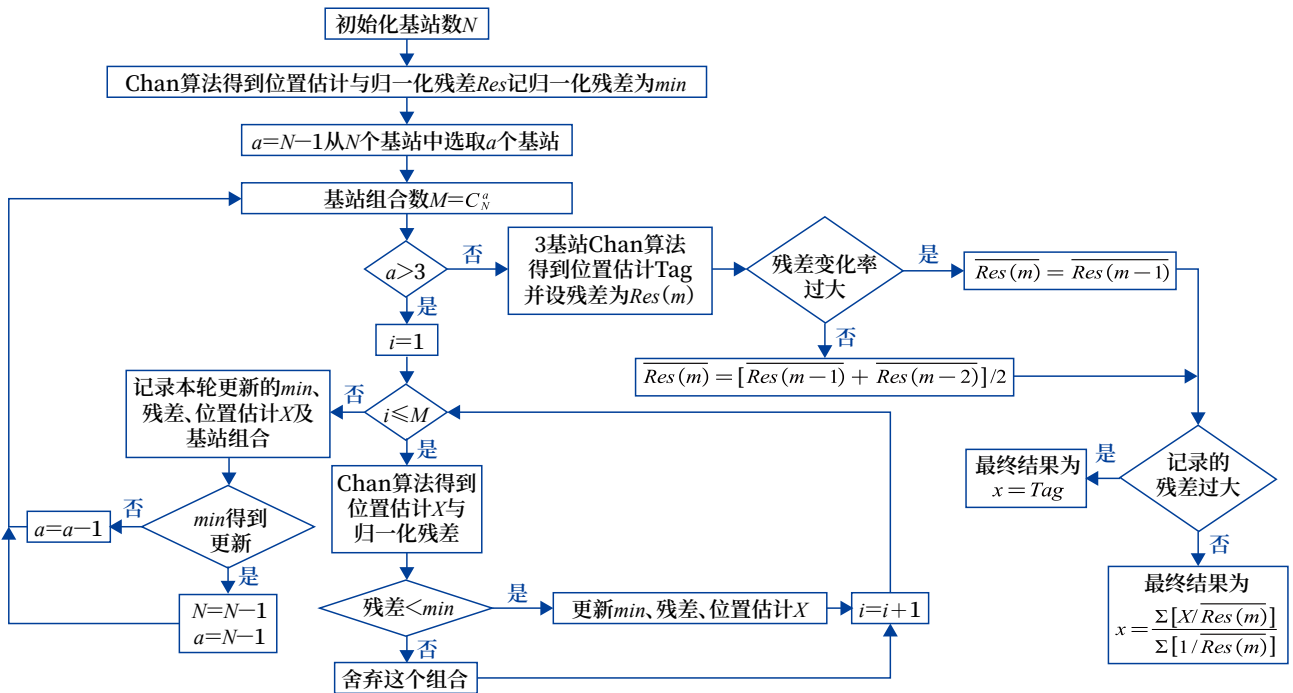 初始化基站数N
Chan算法得到位置估计与归一化残差Res记归一化残差为min
a=N−1从N个基站中选取a个基站
基站组合数M=C_N^a
a>3
否
是
3基站Chan算法
得到位置估计Tag
并设残差为Res(m)
残差变化率
过大
是
否
\overline{Res(m)} = \overline{Res(m−1)}
\overline{Res(m)} = [\overline{Res(m−1)} + \overline{Res(m−2)}]/2
i=1
i≤M
否
是
记录本轮更新的min、
残差、位置估计X及
基站组合
min得到
更新
否
是
a=a−1
N=N−1
a=N−1
Chan算法得到
位置估计X与
归一化残差
残差<min
是
否
更新min、残差、位置估计X
i=i+1
舍弃这个组合
记录的
残差过大
是
否
最终结果为
x = Tag
最终结果为
x = \frac{Σ[X/\overline{Res(m)}]}{Σ[1/\overline{Res(m)}]}